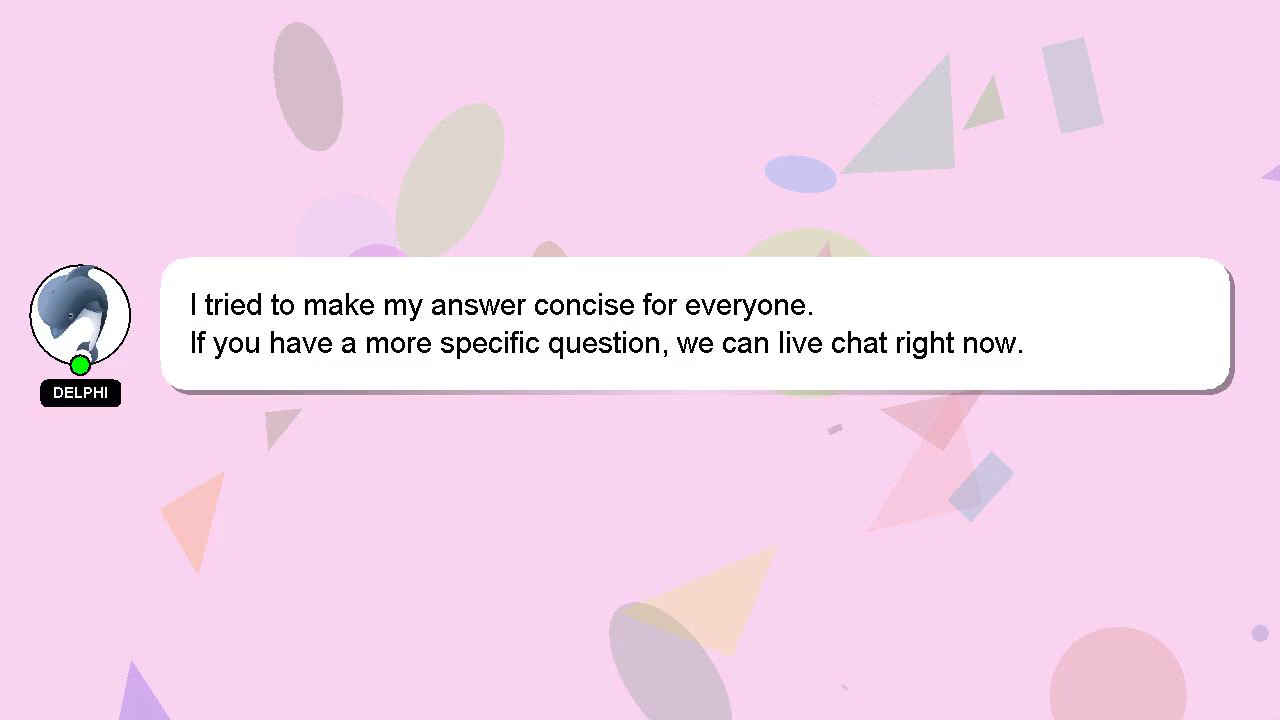 I tried to make my answer concise for everyone.
If you have a more specific question, we can live chat right now.
DELPHI